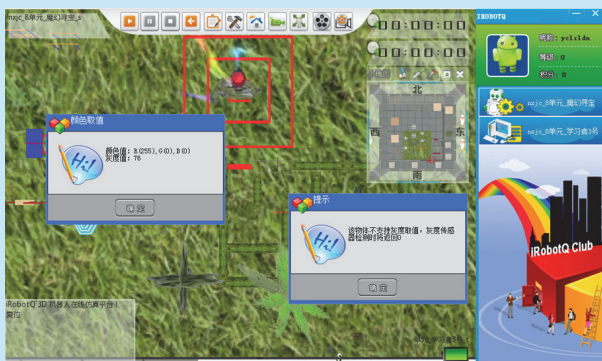 nxjc_8单元_魔幻寻宝_s
00:00:00
00:00:00
北
西
东
南
颜色取值
颜色值: R(255),G(0),B(0)
灰度值: 76
Hi!
确定
提示
该物体不支持灰度取值，灰度传感
器检测时将返回0
Hi!
确定
iRobotQ 3D 机器人在线仿真平台!
复位
IROBOTQ
昵称: yclzldn
等级: 0
积分: 0
nxjc_8单元_魔幻寻宝
nxjc_8单元_学习者3号
iRobotQ Club